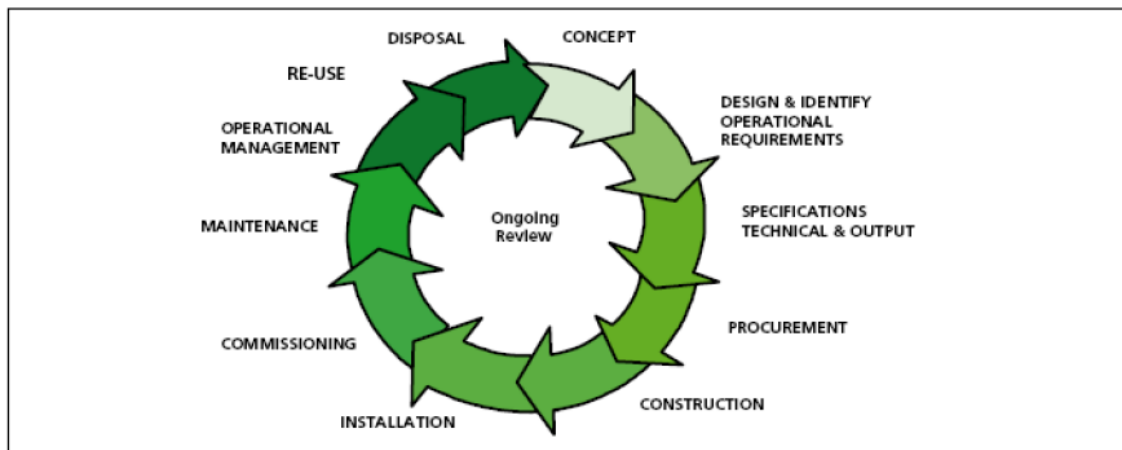 CONCEPT
DESIGN & IDENTIFY
OPERATIONAL
REQUIREMENTS
SPECIFICATIONS
TECHNICAL & OUTPUT
PROCUREMENT
CONSTRUCTION
INSTALLATION
COMMISSIONING
MAINTENANCE
OPERATIONAL
MANAGEMENT
RE-USE
DISPOSAL
Ongoing
Review